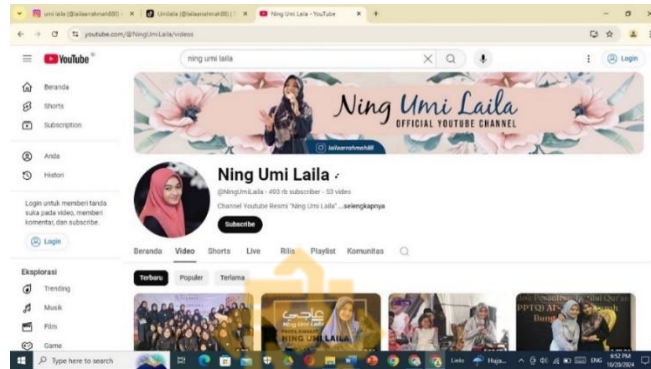 umi laila (@lailaarrahmah88)
Umilaila (@lailaarrahmah88) | T
Ning Umi Laila - YouTube
youtube.com/@NingUmiLaila/videos
YouTube
ning umi laila
Login
Beranda
Shorts
Subscription
Anda
Histori
Login untuk memberi tanda
suka pada video, memberi
komentar, dan subscribe.
Login
Eksplorasi
Trending
Musik
Film
Game
Ning Umi Laila
OFFICIAL YOUTUBE CHANNEL
lailaarrahmah88
Ning Umi Laila
@NingUmiLaila · 493 rb subscriber · 53 video
Channel Youtube Resmi "Ning Umi Laila" ...selengkapnya
Subscribe
Beranda Video Shorts Live Rilis Playlist Komunitas
Terbaru Populer Terlama
NING UMI LAILA
Type here to search
Links
Huja...
ENG
9:52 PM
10/20/2024